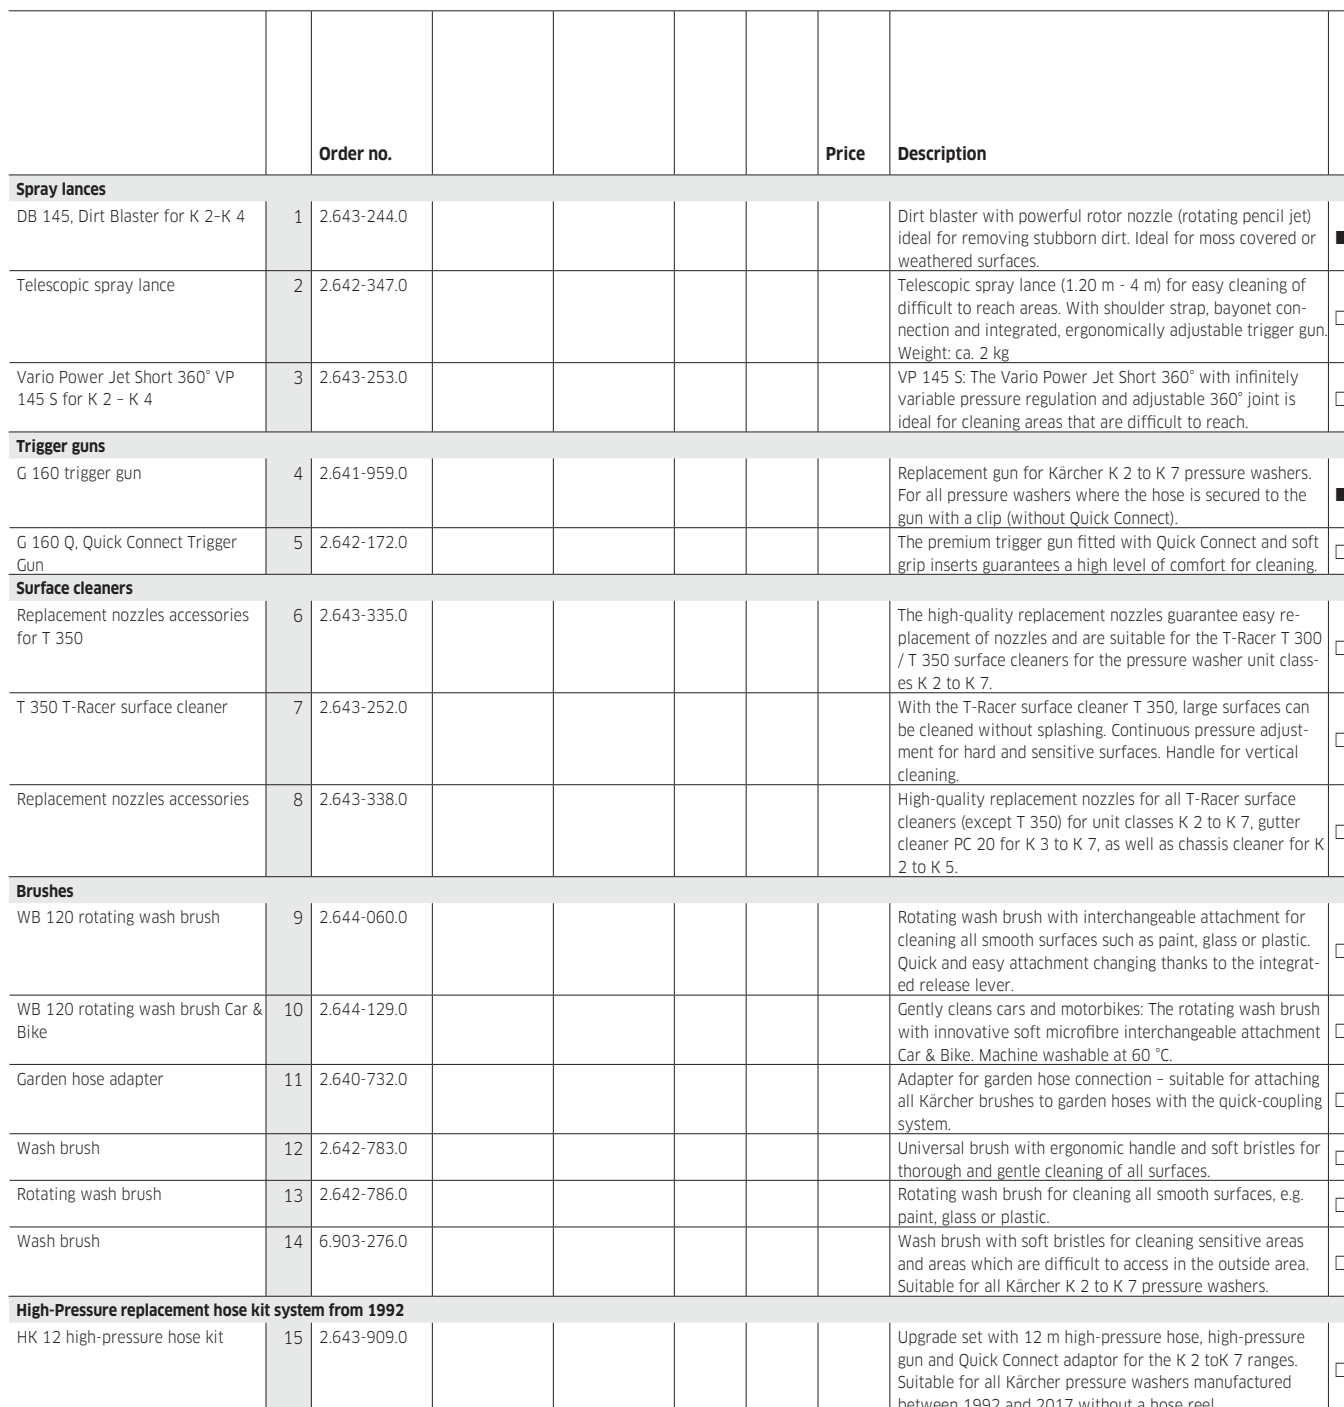 Order no. Price Description
Spray lances
DB 145, Dirt Blaster for K 2–K 4 1 2.643-244.0 Dirt blaster with powerful rotor nozzle (rotating pencil jet)
ideal for removing stubborn dirt. Ideal for moss covered or
weathered surfaces.
Telescopic spray lance 2 2.642-347.0 Telescopic spray lance (1.20 m - 4 m) for easy cleaning of
difficult to reach areas. With shoulder strap, bayonet con-
nection and integrated, ergonomically adjustable trigger gun.
Weight: ca. 2 kg
Vario Power Jet Short 360° VP 3 2.643-253.0 VP 145 S: The Vario Power Jet Short 360° with infinitely
145 S for K 2 – K 4 variable pressure regulation and adjustable 360° joint is
ideal for cleaning areas that are difficult to reach.
Trigger guns
G 160 trigger gun 4 2.641-959.0 Replacement gun for Kärcher K 2 to K 7 pressure washers.
For all pressure washers where the hose is secured to the
gun with a clip (without Quick Connect).
G 160 Q, Quick Connect Trigger 5 2.642-172.0 The premium trigger gun fitted with Quick Connect and soft
Gun grip inserts guarantees a high level of comfort for cleaning.
Surface cleaners
Replacement nozzles accessories 6 2.643-335.0 The high-quality replacement nozzles guarantee easy re-
for T 350 placement of nozzles and are suitable for the T-Racer T 300
/ T 350 surface cleaners for the pressure washer unit class-
es K 2 to K 7.
T 350 T-Racer surface cleaner 7 2.643-252.0 With the T-Racer surface cleaner T 350, large surfaces can
be cleaned without splashing. Continuous pressure adjust-
ment for hard and sensitive surfaces. Handle for vertical
cleaning.
Replacement nozzles accessories 8 2.643-338.0 High-quality replacement nozzles for all T-Racer surface
cleaners (except T 350) for unit classes K 2 to K 7, gutter
cleaner PC 20 for K 3 to K 7, as well as chassis cleaner for K
2 to K 5.
Brushes
WB 120 rotating wash brush 9 2.644-060.0 Rotating wash brush with interchangeable attachment for
cleaning all smooth surfaces such as paint, glass or plastic.
Quick and easy attachment changing thanks to the integrat-
ed release lever.
WB 120 rotating wash brush Car & 10 2.644-129.0 Gently cleans cars and motorbikes: The rotating wash brush
Bike with innovative soft microfibre interchangeable attachment
Car & Bike. Machine washable at 60 °C.
Garden hose adapter 11 2.640-732.0 Adapter for garden hose connection – suitable for attaching
all Kärcher brushes to garden hoses with the quick-coupling
system.
Wash brush 12 2.642-783.0 Universal brush with ergonomic handle and soft bristles for
thorough and gentle cleaning of all surfaces.
Rotating wash brush 13 2.642-786.0 Rotating wash brush for cleaning all smooth surfaces, e.g.
paint, glass or plastic.
Wash brush 14 6.903-276.0 Wash brush with soft bristles for cleaning sensitive areas
and areas which are difficult to access in the outside area.
Suitable for all Kärcher K 2 to K 7 pressure washers.
High-Pressure replacement hose kit system from 1992
HK 12 high-pressure hose kit 15 2.643-909.0 Upgrade set with 12 m high-pressure hose, high-pressure
gun and Quick Connect adaptor for the K 2 toK 7 ranges.
Suitable for all Kärcher pressure washers manufactured
between 1992 and 2017 without a hose reel